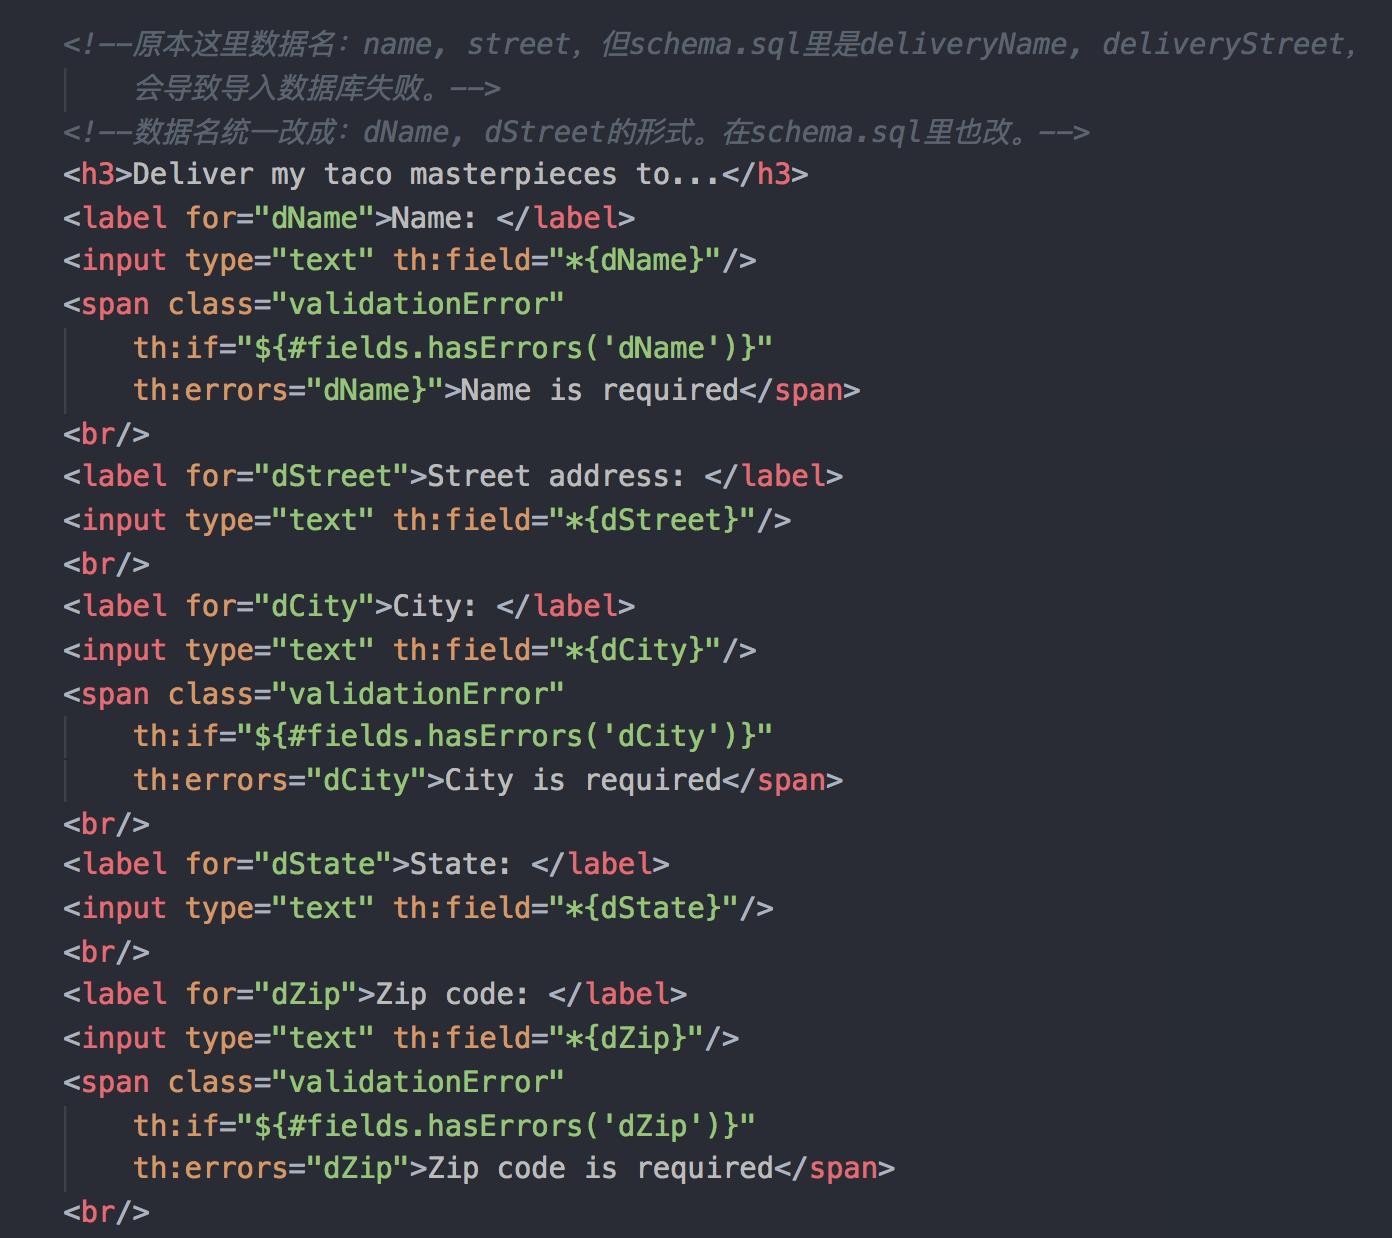 <!--原本这里数据名：name, street，但schema.sql里是deliveryName, deliveryStreet，
会导致导入数据库失败。-->
<!--数据名统一改成：dName, dStreet的形式。在schema.sql里也改。-->
<h3>Deliver my taco masterpieces to...</h3>
<label for="dName">Name: </label>
<input type="text" th:field="*{dName}"/>
<span class="validationError"
th:if="${#fields.hasErrors('dName')}"
th:errors="dName}">Name is required</span>
<br/>
<label for="dStreet">Street address: </label>
<input type="text" th:field="*{dStreet}"/>
<br/>
<label for="dCity">City: </label>
<input type="text" th:field="*{dCity}"/>
<span class="validationError"
th:if="${#fields.hasErrors('dCity')}"
th:errors="dCity">City is required</span>
<br/>
<label for="dState">State: </label>
<input type="text" th:field="*{dState}"/>
<br/>
<label for="dZip">Zip code: </label>
<input type="text" th:field="*{dZip}"/>
<span class="validationError"
th:if="${#fields.hasErrors('dZip')}"
th:errors="dZip">Zip code is required</span>
<br/>